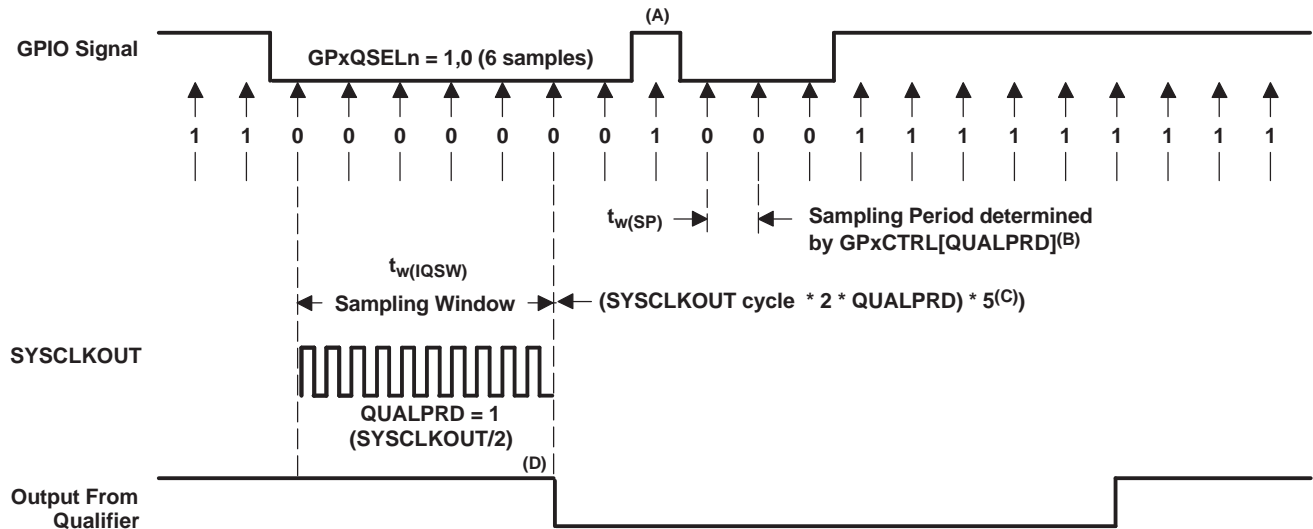 (A)
GPIO Signal
GPxQSELn = 1,0 (6 samples)
1 1 0 0 0 0 0 0 0 1 0 0 0 1 1 1 1 1 1 1 1 1
tw(SP)
Sampling Period determined
by GPxCTRL[QUALPRD](B)
tw(IQSW)
Sampling Window
(SYSCLKOUT cycle * 2 * QUALPRD) * 5(C))
SYSCLKOUT
QUALPRD = 1
(SYSCLKOUT/2)
(D)
Output From
Qualifier